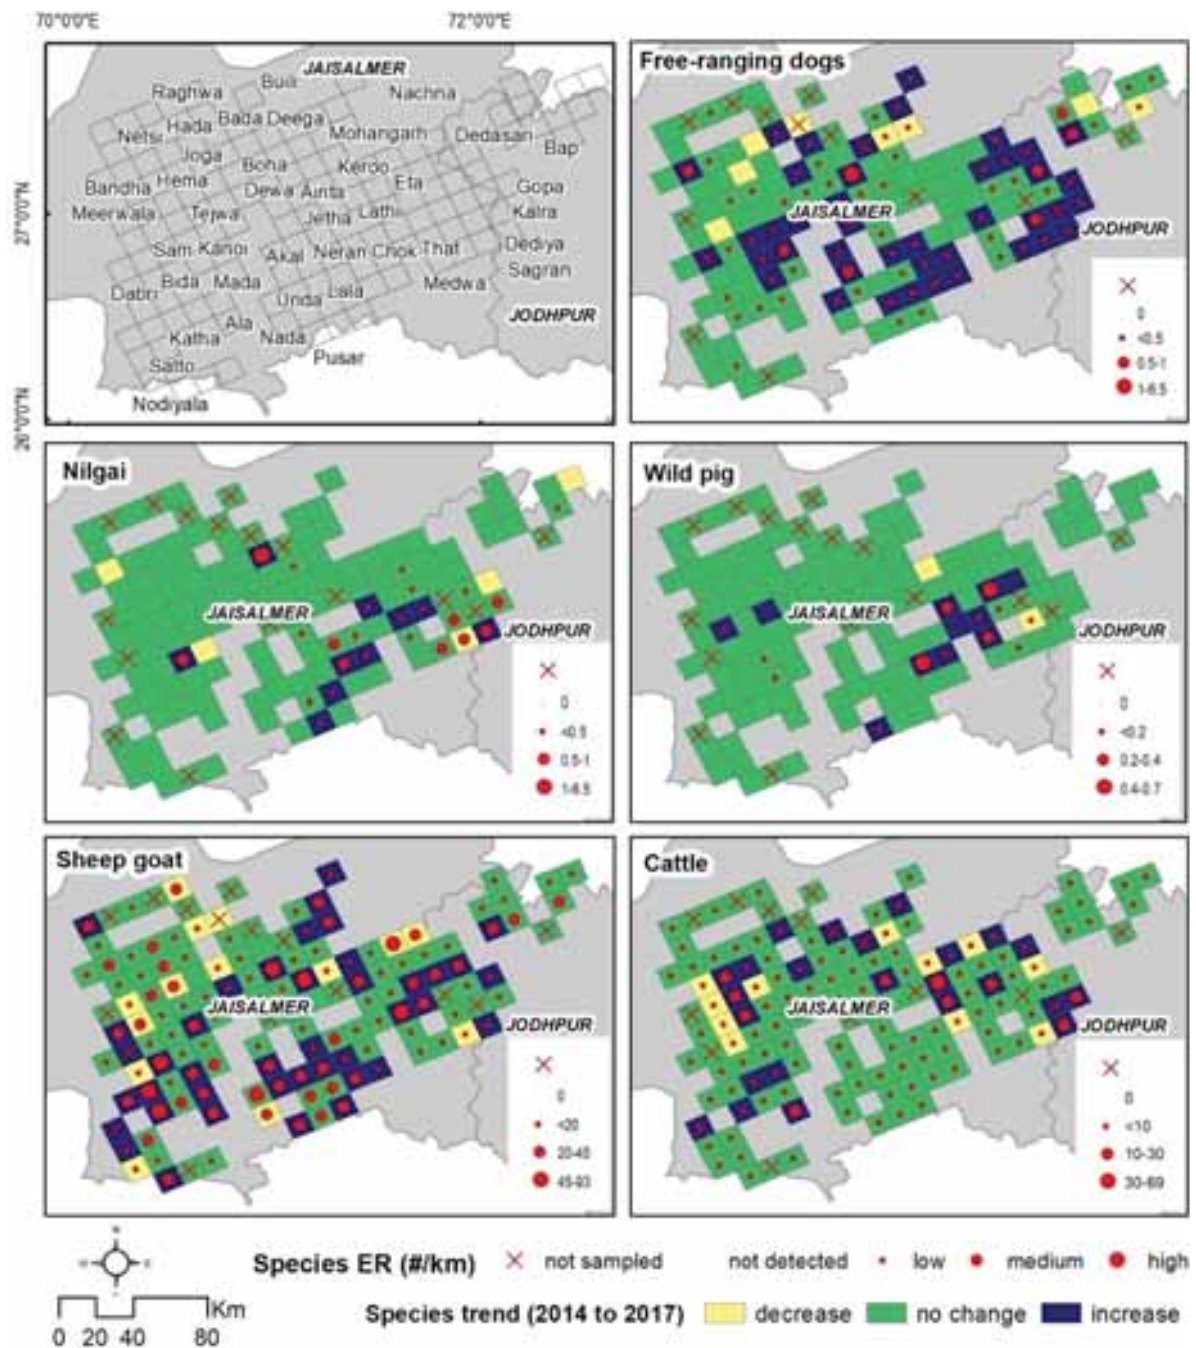 70°0'0"E 72°0'0"E
27°0'0"N
26°0'0"N
JAISALMER
Buili
Raghwa
Nachna
Bada Deega
Hada
Netsi
Mohangarh
Dedasari
Bap
Joga
Boha
Keroo
Hema
Bandha
Dewa Ainta
Eta
Gopa
Meerwala
Tejwa
Jetha Lathi
Kalra
Sam Kanoi
Akal
Neran Chok That
Dediya
Sagran
Bida Mada
Dabri
Medwa
Unda Lala
JODHPUR
Ala
Katha
Nada
Pusar
Satto
Nodiyala
Free-ranging dogs
JAISALMER
JODHPUR
0
<0.5
0.5-1
1-6.5
Nilgai
JAISALMER
JODHPUR
0
<0.5
0.5-1
1-6.5
Wild pig
JAISALMER
JODHPUR
0
<0.2
0.2-0.4
0.4-0.7
Sheep goat
JAISALMER
JODHPUR
0
<20
20-45
45-93
Cattle
JAISALMER
JODHPUR
0
<10
10-30
30-69
N
W E
Species ER (#/km) not sampled not detected low medium high
Km
0 20 40 80
Species trend (2014 to 2017) decrease no change increase